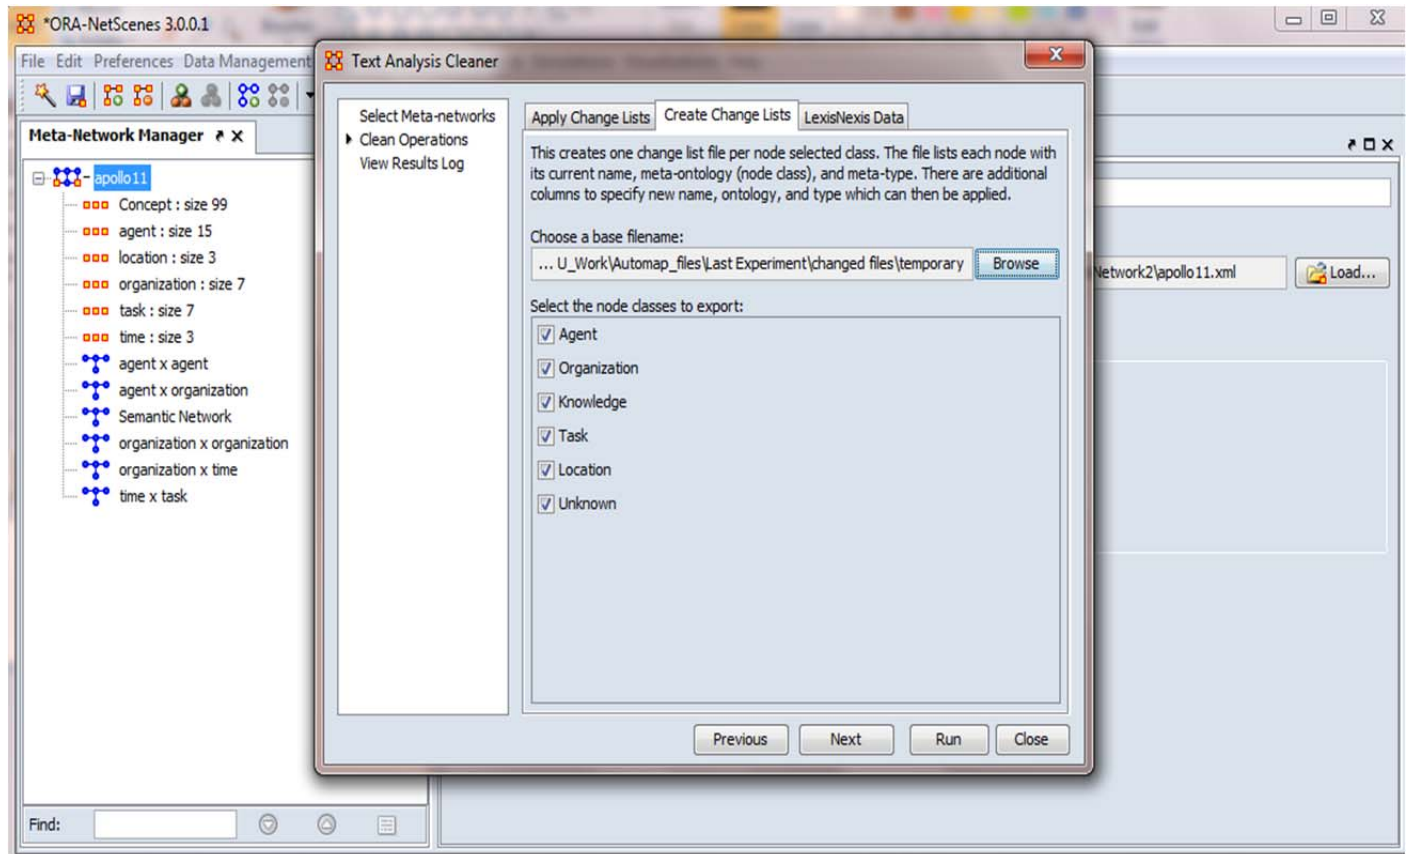 *ORA-NetScenes 3.0.0.1
File Edit Preferences Data Management
Meta-Network Manager
apollo11
Concept : size 99
agent : size 15
location : size 3
organization : size 7
task : size 7
time : size 3
agent x agent
agent x organization
Semantic Network
organization x organization
organization x time
time x task
Find:
Text Analysis Cleaner
Select Meta-networks
Clean Operations
View Results Log
Apply Change Lists Create Change Lists LexisNexis Data
This creates one change list file per node selected class. The file lists each node with
its current name, meta-ontology (node class), and meta-type. There are additional
columns to specify new name, ontology, and type which can then be applied.
Choose a base filename:
... U_Work\Automap_files\Last Experiment\changed files\temporary Browse
Select the node classes to export:
Agent
Organization
Knowledge
Task
Location
Unknown
Previous Next Run Close
Network2\apollo11.xml Load...